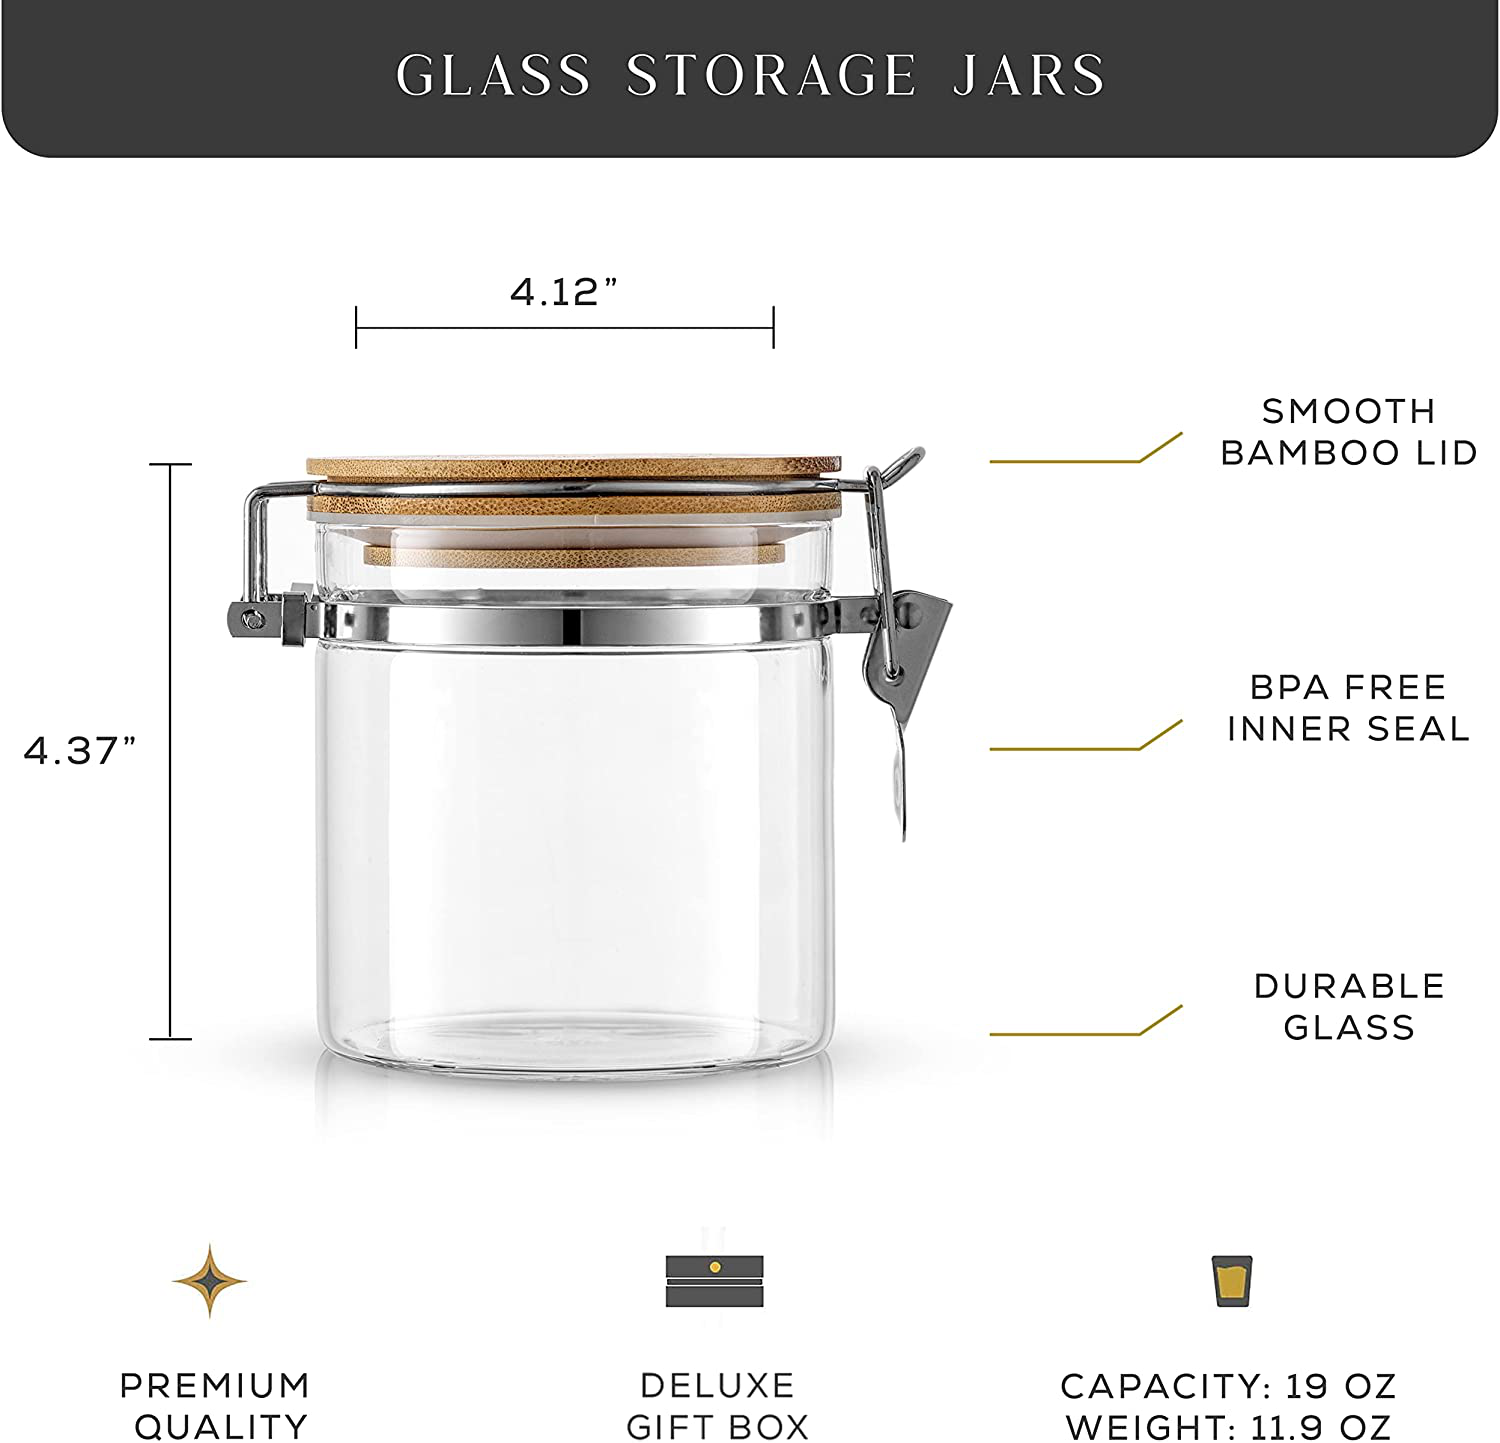 GLASS STORAGE JARS
4.12”
SMOOTH
BAMBOO LID
4.37”
BPA FREE
INNER SEAL
DURABLE
GLASS
PREMIUM
QUALITY
DELUXE
GIFT BOX
CAPACITY: 19 OZ
WEIGHT: 11.9 OZ